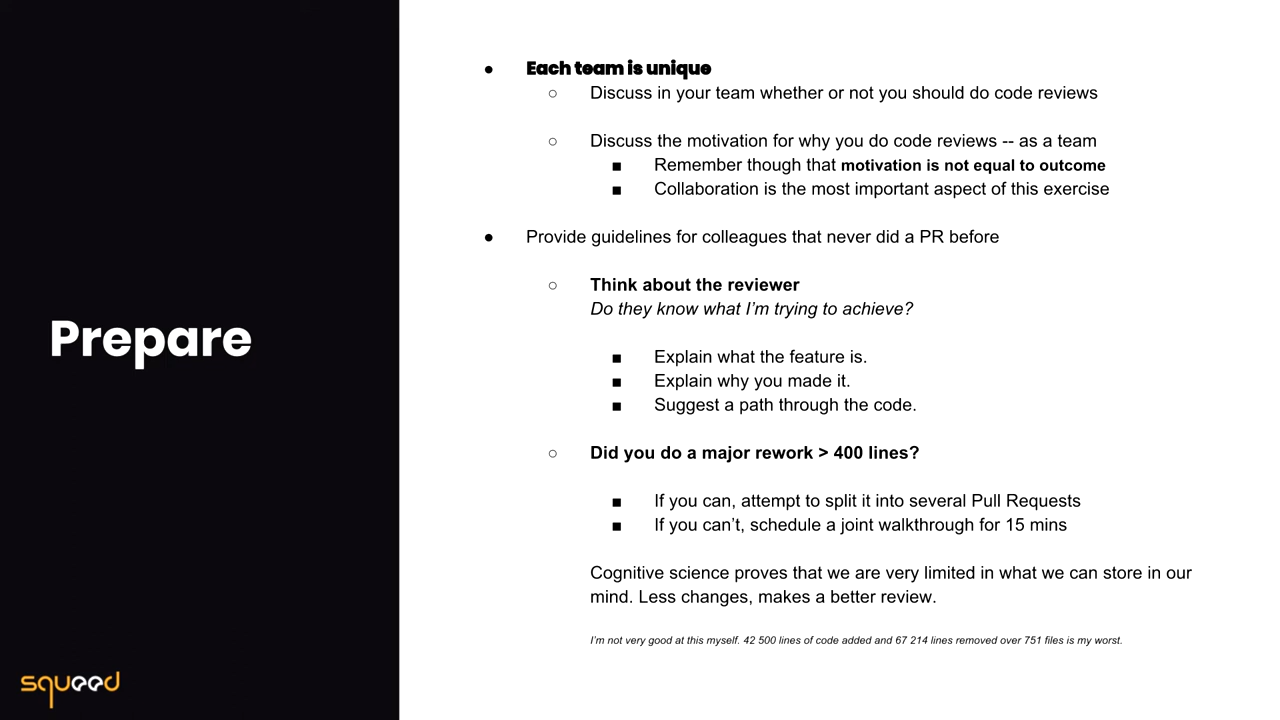 Prepare
squeed
● Each team is unique
○ Discuss in your team whether or not you should do code reviews
○ Discuss the motivation for why you do code reviews -- as a team
■ Remember though that motivation is not equal to outcome
■ Collaboration is the most important aspect of this exercise
● Provide guidelines for colleagues that never did a PR before
○ Think about the reviewer
Do they know what I’m trying to achieve?
■ Explain what the feature is.
■ Explain why you made it.
■ Suggest a path through the code.
○ Did you do a major rework > 400 lines?
■ If you can, attempt to split it into several Pull Requests
■ If you can’t, schedule a joint walkthrough for 15 mins
Cognitive science proves that we are very limited in what we can store in our
mind. Less changes, makes a better review.
I’m not very good at this myself. 42 500 lines of code added and 67 214 lines removed over 751 files is my worst.